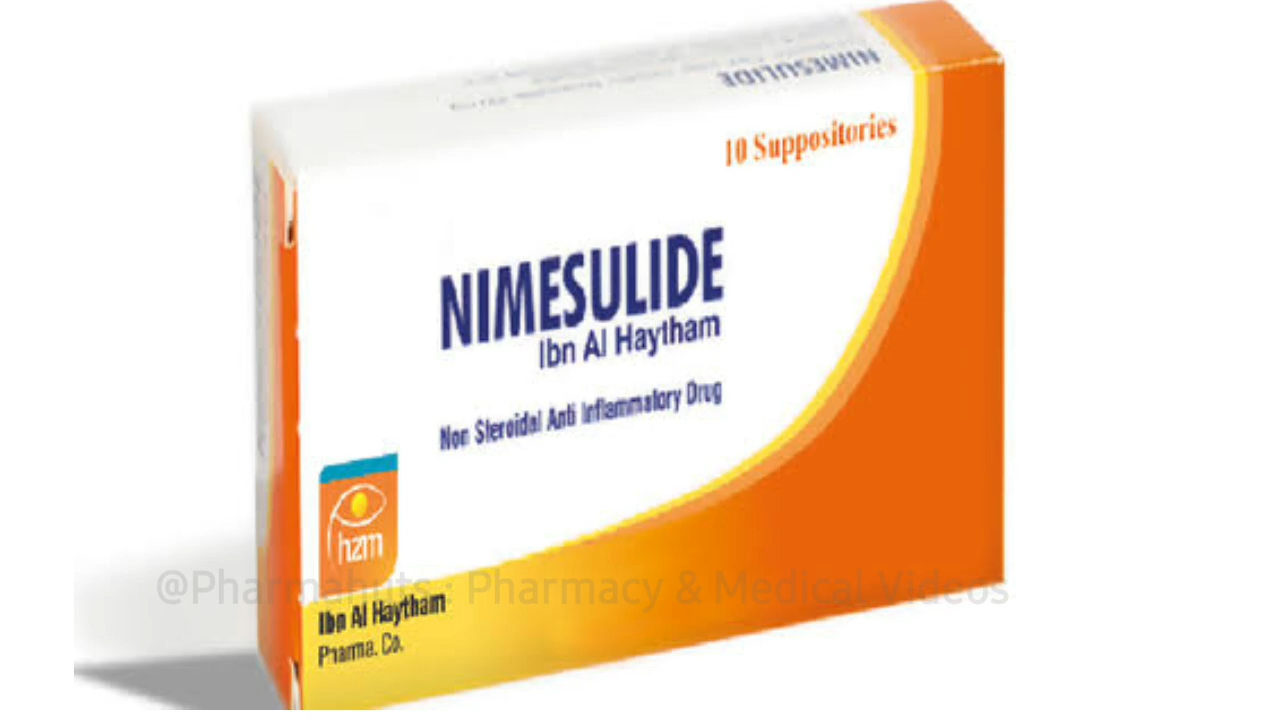 NIMESULIDE
10 Suppositories
NIMESULIDE
Ibn Al Haytham
Non Steroidal Anti Inflammatory Drug
hzm
@Pharmahuts : Pharmacy & Medical Videos
Ibn Al Haytham
Pharma. Co.